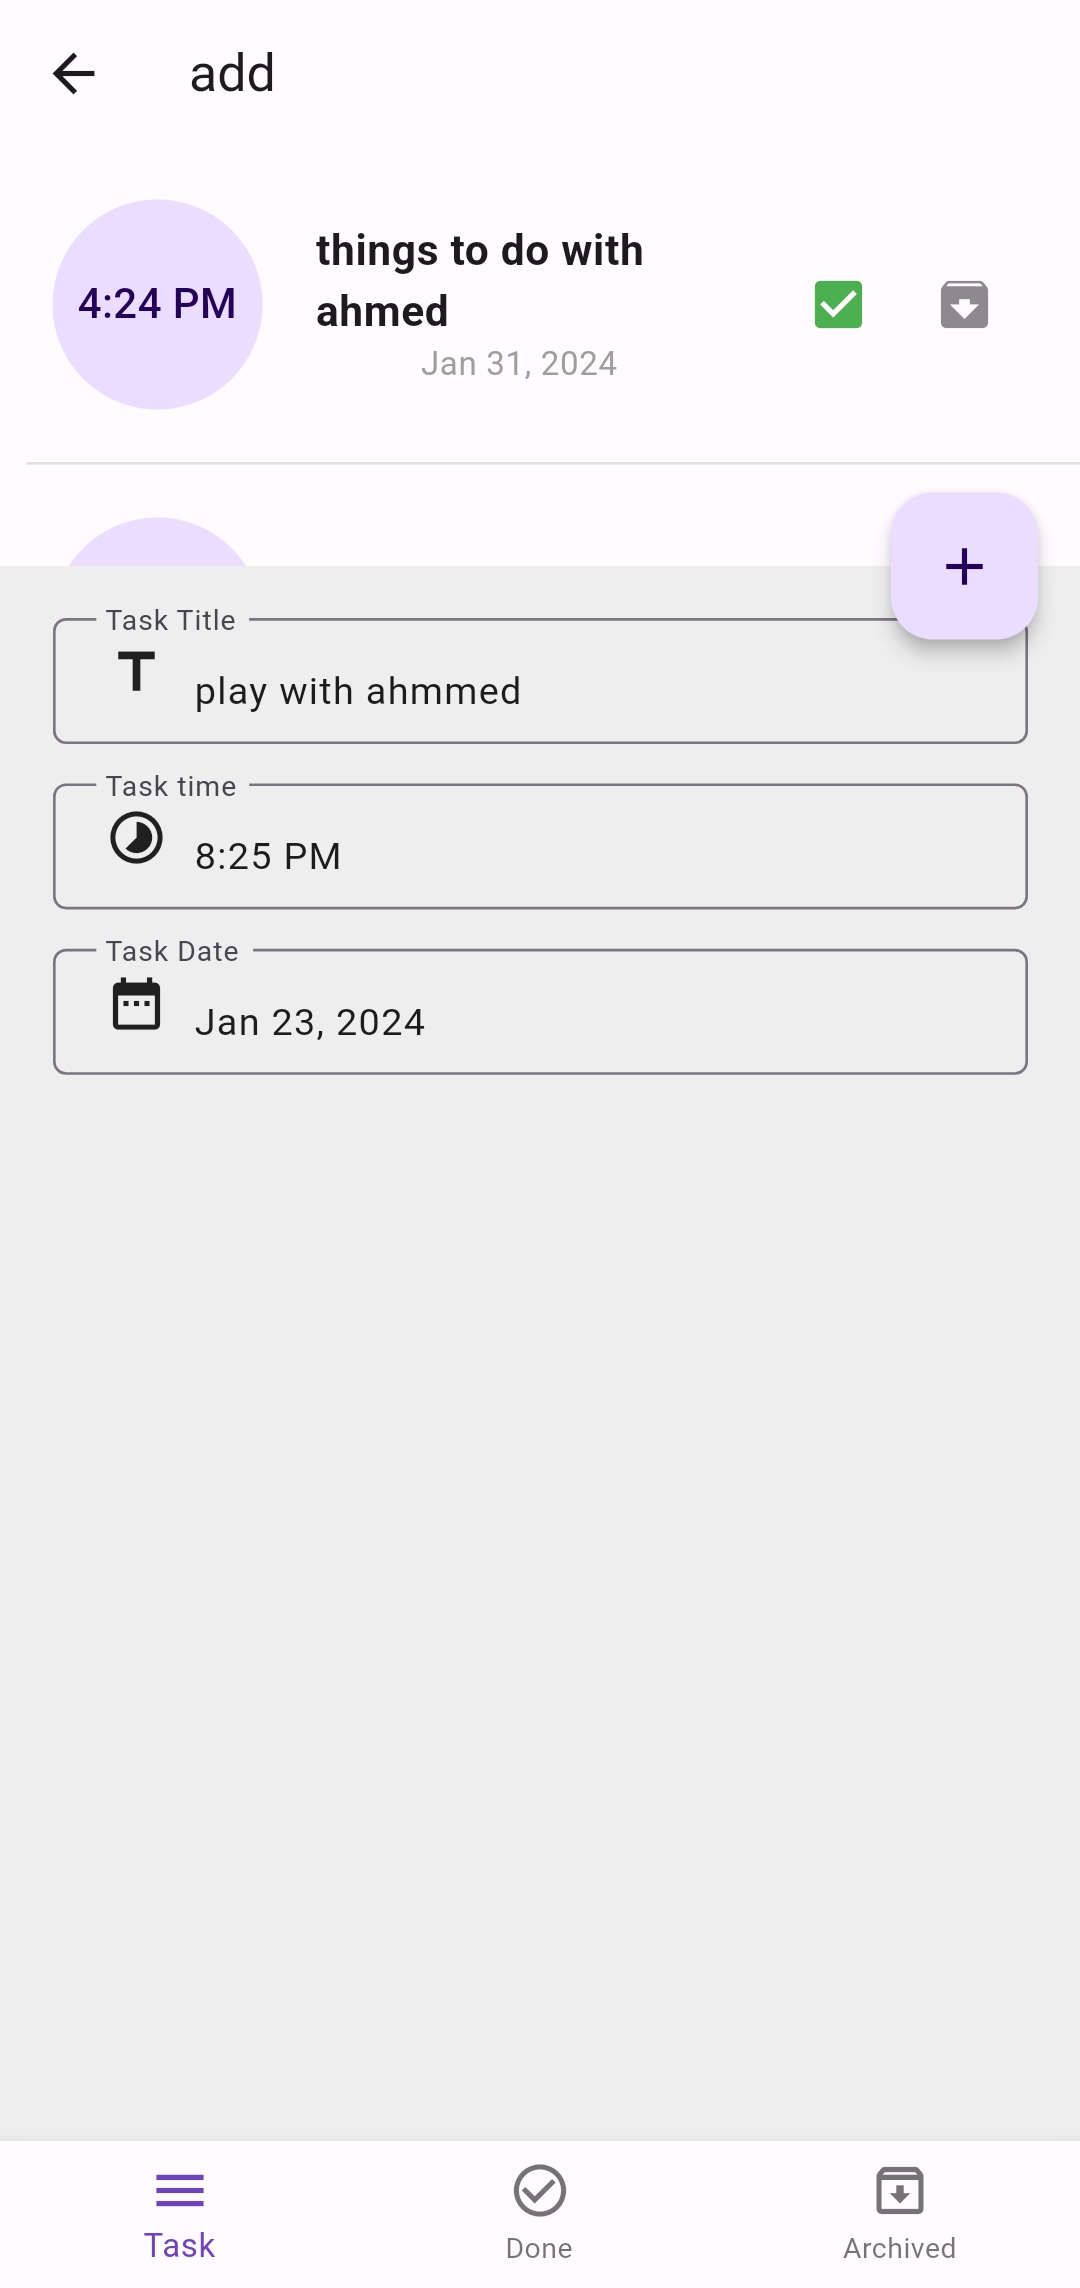 add
4:24 PM
things to do with
ahmed
Jan 31, 2024
Task Title
play with ahmmed
Task time
8:25 PM
Task Date
Jan 23, 2024
Task
Done
Archived